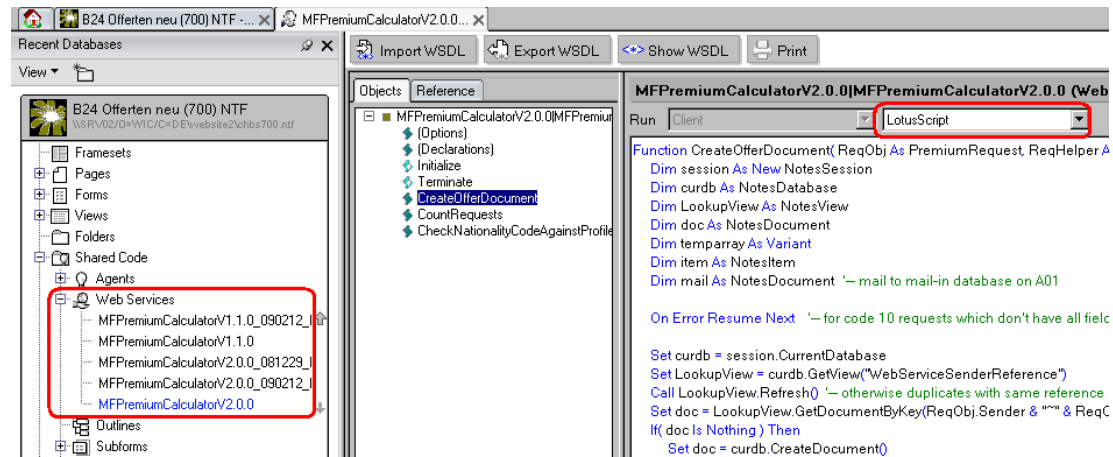 B24 Offerten neu (700) NTF -...
MFPremiumCalculatorV2.0.0...
Recent Databases
View
B24 Offerten neu (700) NTF
\\SRV02/O=WIC/C=DE\website2\chbs700.ntf
Framesets
Pages
Forms
Views
Folders
Shared Code
Agents
Web Services
MFPremiumCalculatorV1.1.0_090212_I
MFPremiumCalculatorV1.1.0
MFPremiumCalculatorV2.0.0_081229_I
MFPremiumCalculatorV2.0.0_090212_I
MFPremiumCalculatorV2.0.0
Outlines
Subforms
Import WSDL
Export WSDL
<*> Show WSDL
Print
Objects
Reference
MFPremiumCalculatorV2.0.0|MFPremiur
(Options)
(Declarations)
Initialize
Terminate
CreateOfferDocument
CountRequests
CheckNationalityCodeAgainstProfile
MFPremiumCalculatorV2.0.0|MFPremiumCalculatorV2.0.0 (Web
Run Client LotusScript
Function CreateOfferDocument( ReqObj As PremiumRequest, ReqHelper A
Dim session As New NotesSession
Dim curdb As NotesDatabase
Dim LookupView As NotesView
Dim doc As NotesDocument
Dim temparray As Variant
Dim item As NotesItem
Dim mail As NotesDocument '-- mail to mail-in database on A01
On Error Resume Next '-- for code 10 requests which don't have all field
Set curdb = session.CurrentDatabase
Set LookupView = curdb.GetView("WebServiceSenderReference")
Call LookupView.Refresh() '-- otherwise duplicates with same reference
Set doc = LookupView.GetDocumentByKey(ReqObj.Sender & "~" & ReqO
If( doc Is Nothing ) Then
Set doc = curdb.CreateDocument()